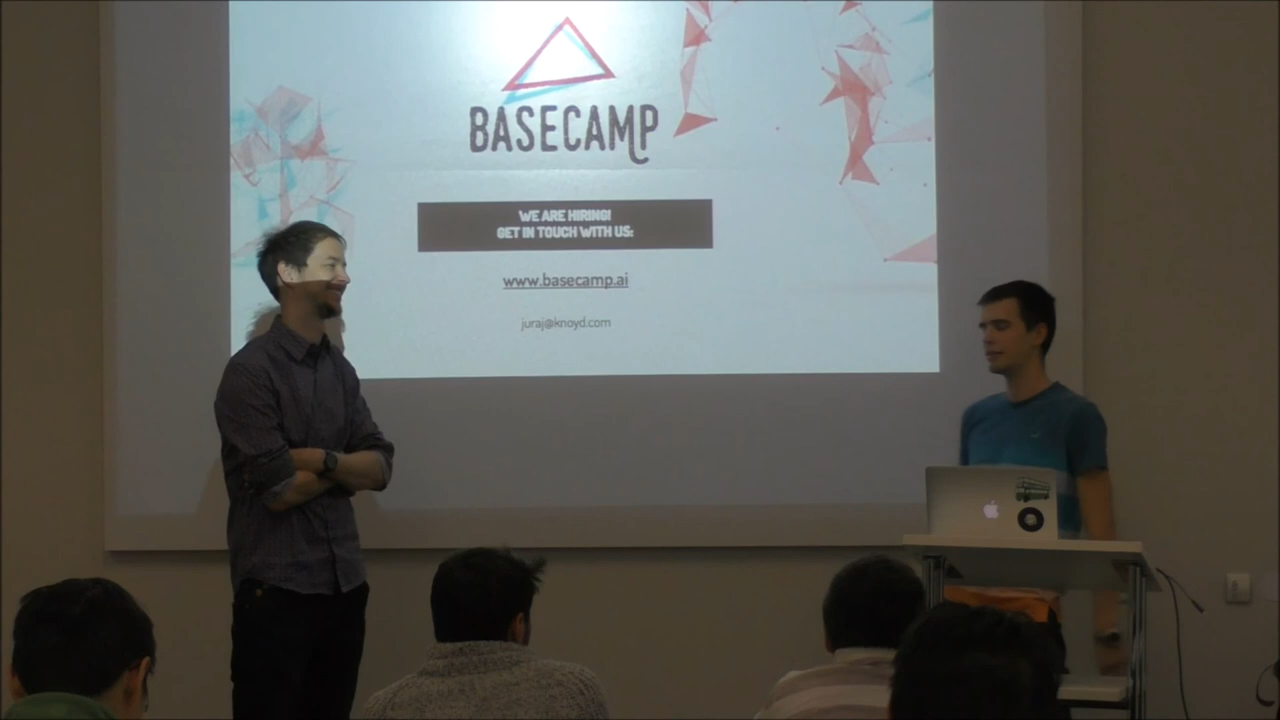 BASECAMP
WE ARE HIRING!
GET IN TOUCH WITH US:
www.basecamp.ai
juraj@knoyd.com